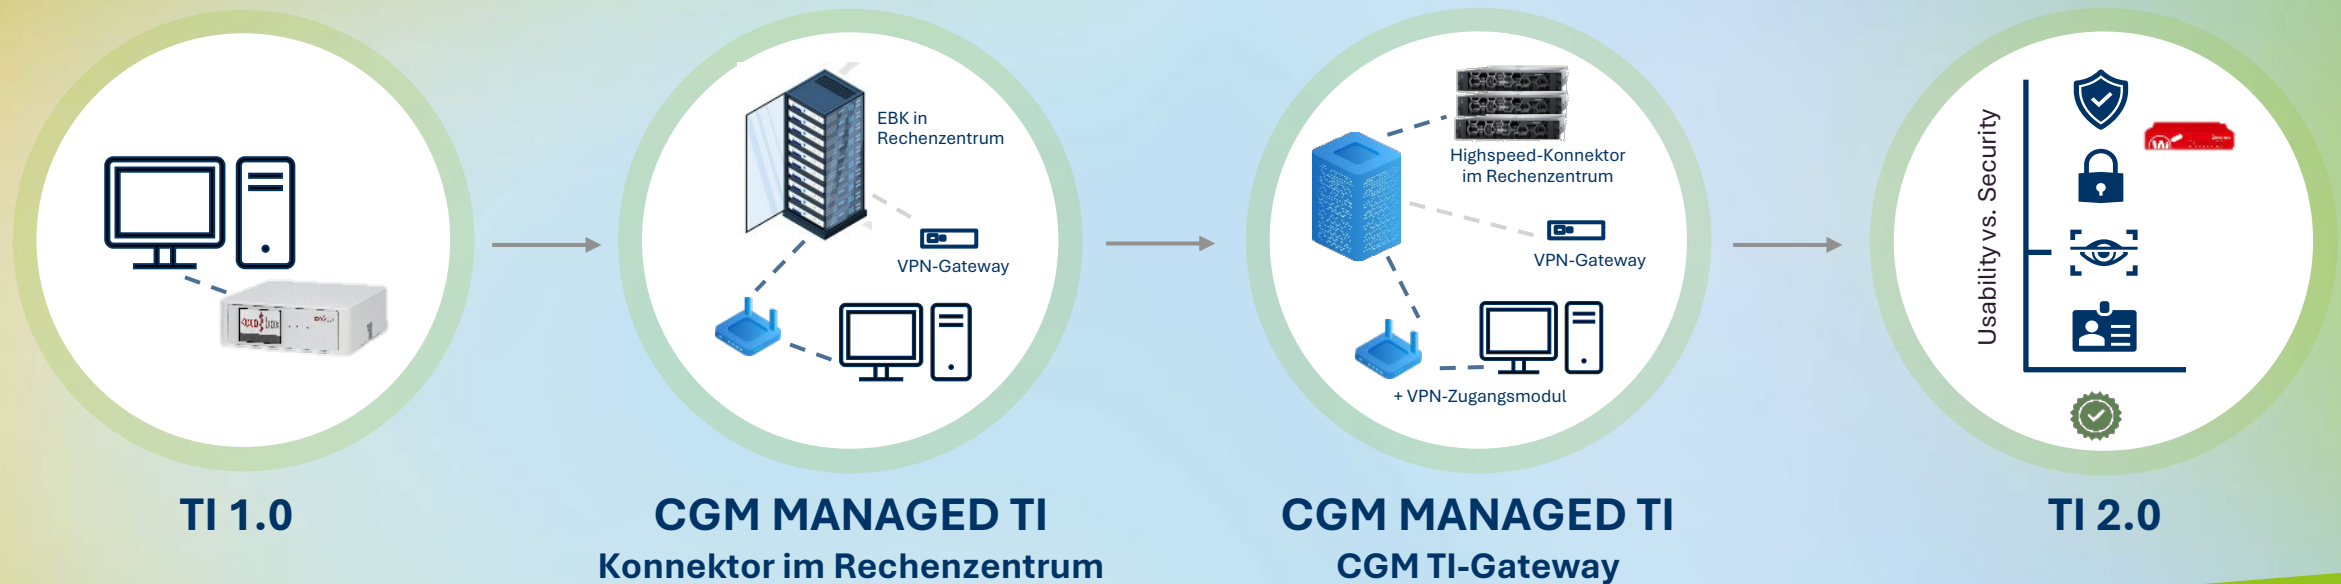 EBK in
Rechenzentrum
VPN-Gateway
Highspeed-Konnektor
im Rechenzentrum
VPN-Gateway
+ VPN-Zugangsmodul
Usability vs. Security
TI 1.0
CGM MANAGED TI
Konnektor im Rechenzentrum
CGM MANAGED TI
CGM TI-Gateway
TI 2.0